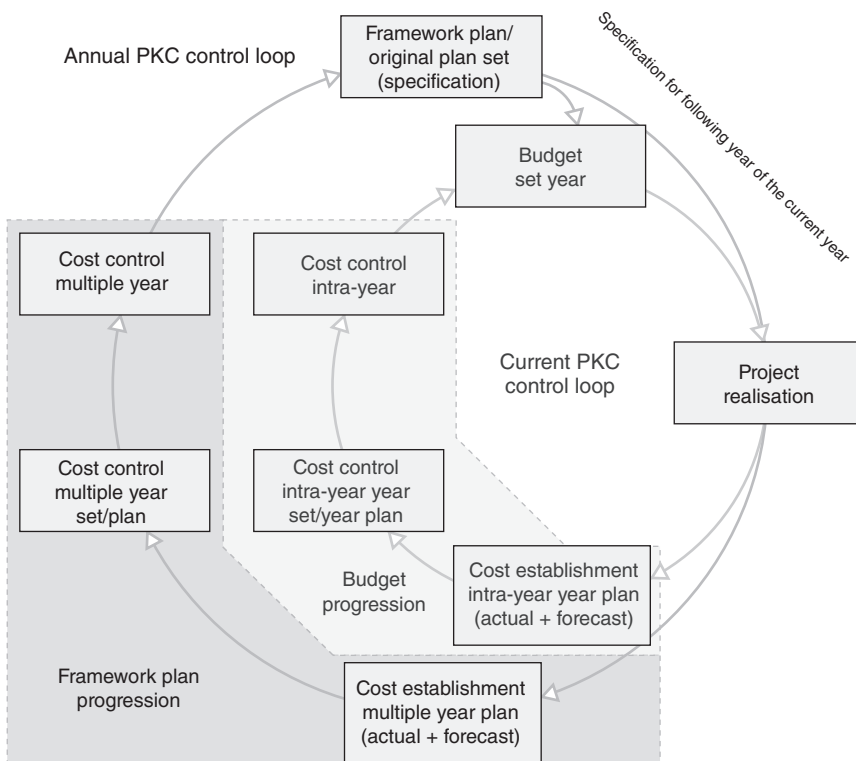 Annual PKC control loop
Framework plan/
original plan set
(specification)
Specification for following year of the current year
Budget
set year
Cost control
multiple year
Cost control
intra-year
Current PKC
control loop
Project
realisation
Cost control
multiple year
set/plan
Cost control
intra-year year
set/year plan
Budget
progression
Cost establishment
intra-year year plan
(actual + forecast)
Framework plan
progression
Cost establishment
multiple year plan
(actual + forecast)